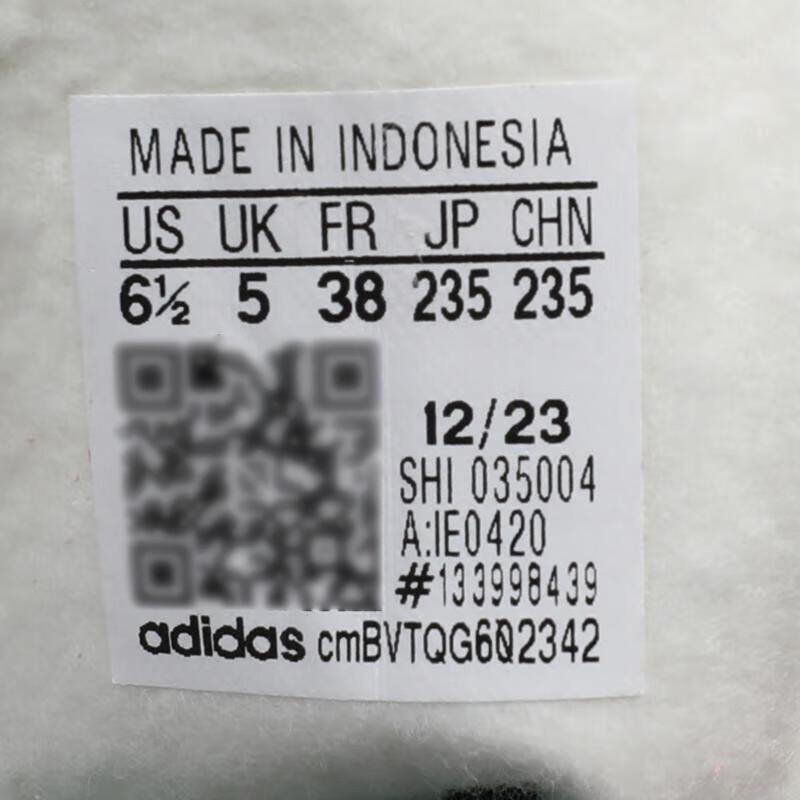 MADE IN INDONESIA
US UK FR JP CHN
6½ 5 38 235 235
12/23
SHI 035004
A:IE0420
#133998439
adidas cmBVTQG602342